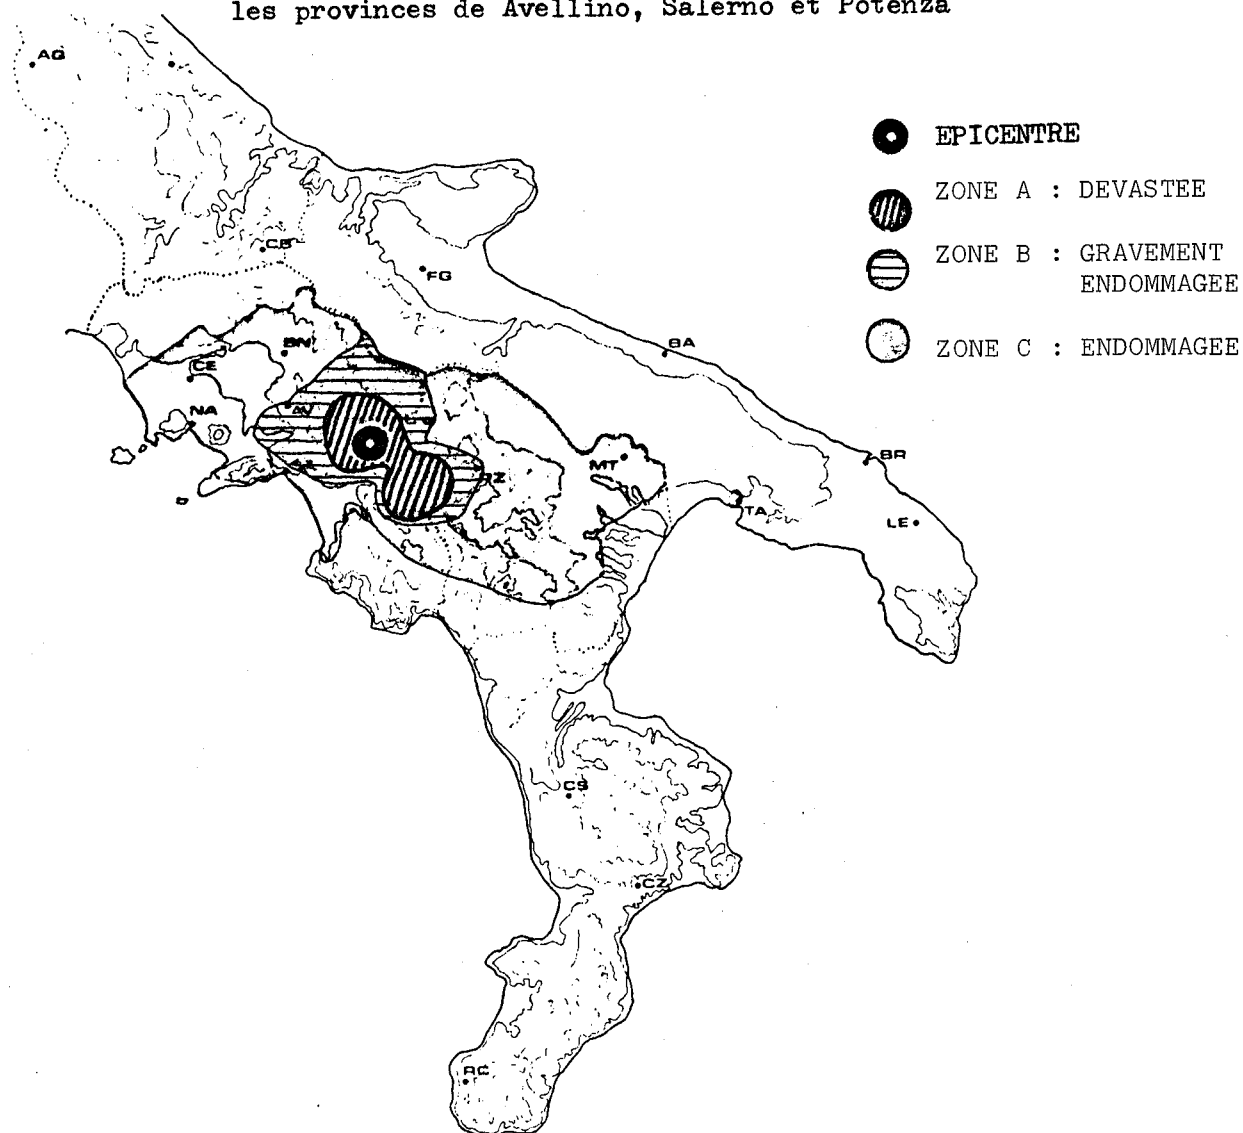 les provinces de Avellino, Salerno et Potenza
AG
EPICENTRE
ZONE A : DEVASTEE
CB
ZONE B : GRAVEMENT
ENDOMMAGEE
FG
BN
BA
ZONE C : ENDOMMAGEE
CE
AV
NA
BR
MT
PZ
TA
LE
CS
CZ
RC